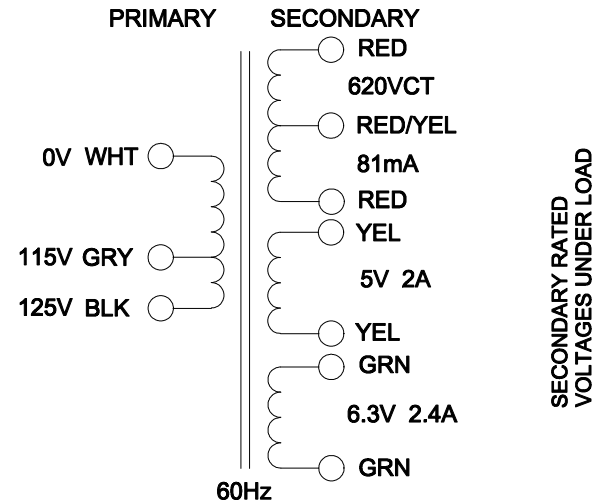 PRIMARY
SECONDARY
RED
620VCT
RED/YEL
0V WHT
81mA
RED
YEL
115V GRY
5V 2A
125V BLK
YEL
GRN
6.3V 2.4A
GRN
60Hz
SECONDARY RATED
VOLTAGES UNDER LOAD